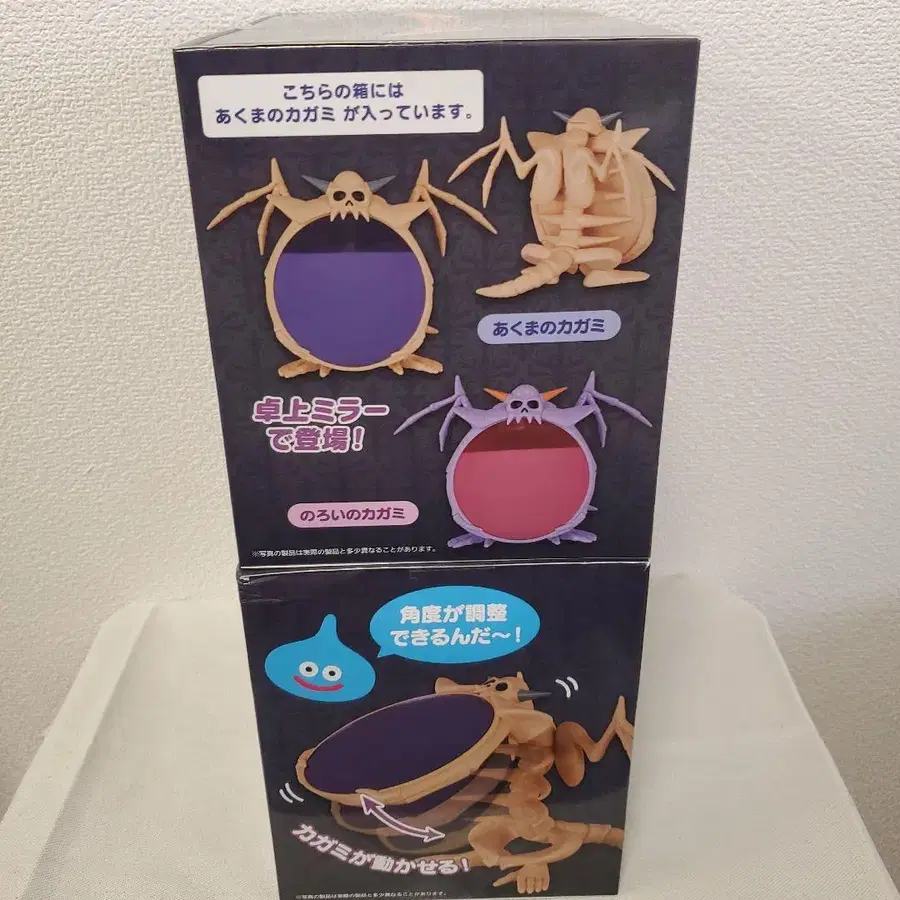 こちらの箱には
あくまのカガミ が入っています。
あくまのカガミ
卓上ミラー
で登場！
のろいのカガミ
※写真の製品は実際の製品と多少異なることがあります。
角度が調整
できるんだ～！
カガミが動かせる！
※写真の製品は実際の製品と多少異なることがあります。